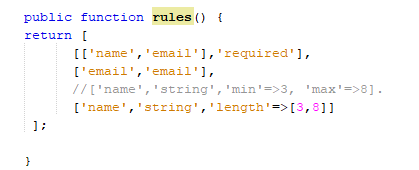 public function rules() {
return [
[['name','email'],'required'],
['email','email'],
//['name','string','min'=>3, 'max'=>8].
['name','string','length'=>[3,8]]
];
}